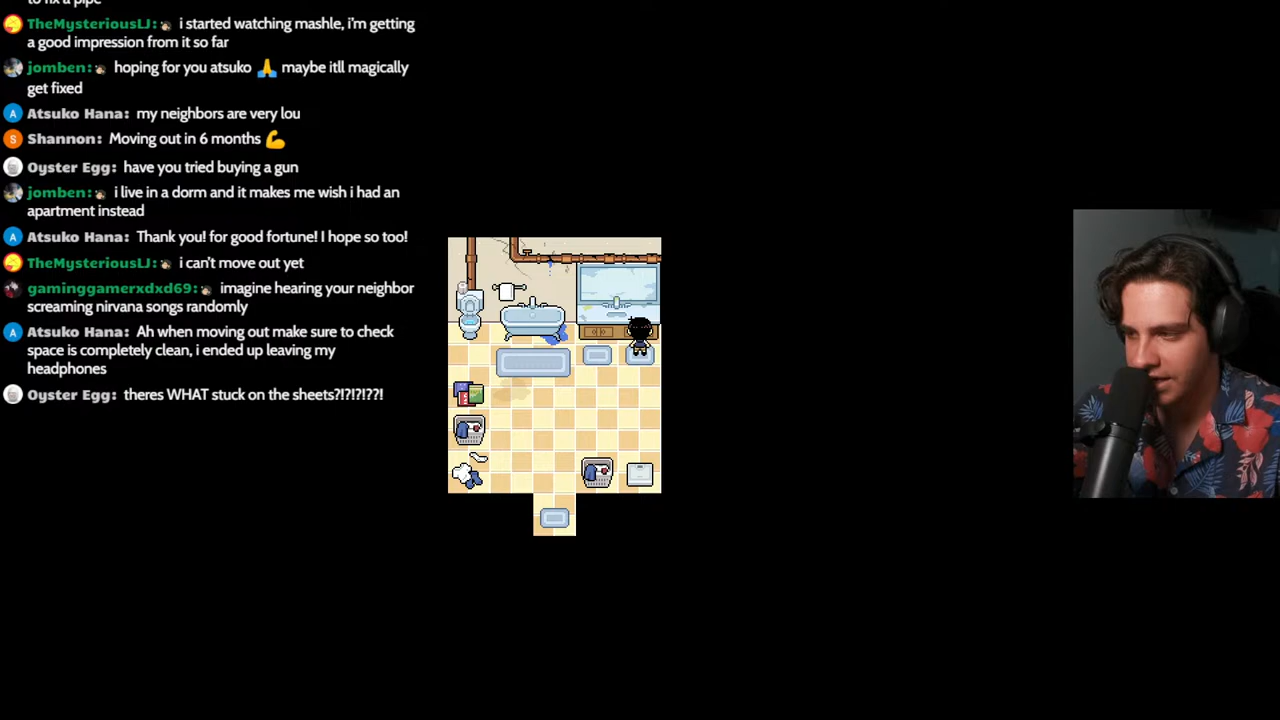 to fix a pipe
TheMysteriousLJ: i started watching mashle, i'm getting
a good impression from it so far
jomben: hoping for you atsuko 🙏 maybe itll magically
get fixed
A Atsuko Hana: my neighbors are very lou
S Shannon: Moving out in 6 months 💪
Oyster Egg: have you tried buying a gun
jomben: i live in a dorm and it makes me wish i had an
apartment instead
A Atsuko Hana: Thank you! for good fortune! I hope so too!
TheMysteriousLJ: i can't move out yet
gaminggamerxdxd69: imagine hearing your neighbor
screaming nirvana songs randomly
A Atsuko Hana: Ah when moving out make sure to check
space is completely clean, i ended up leaving my
headphones
Oyster Egg: theres WHAT stuck on the sheets?!?!?!??!